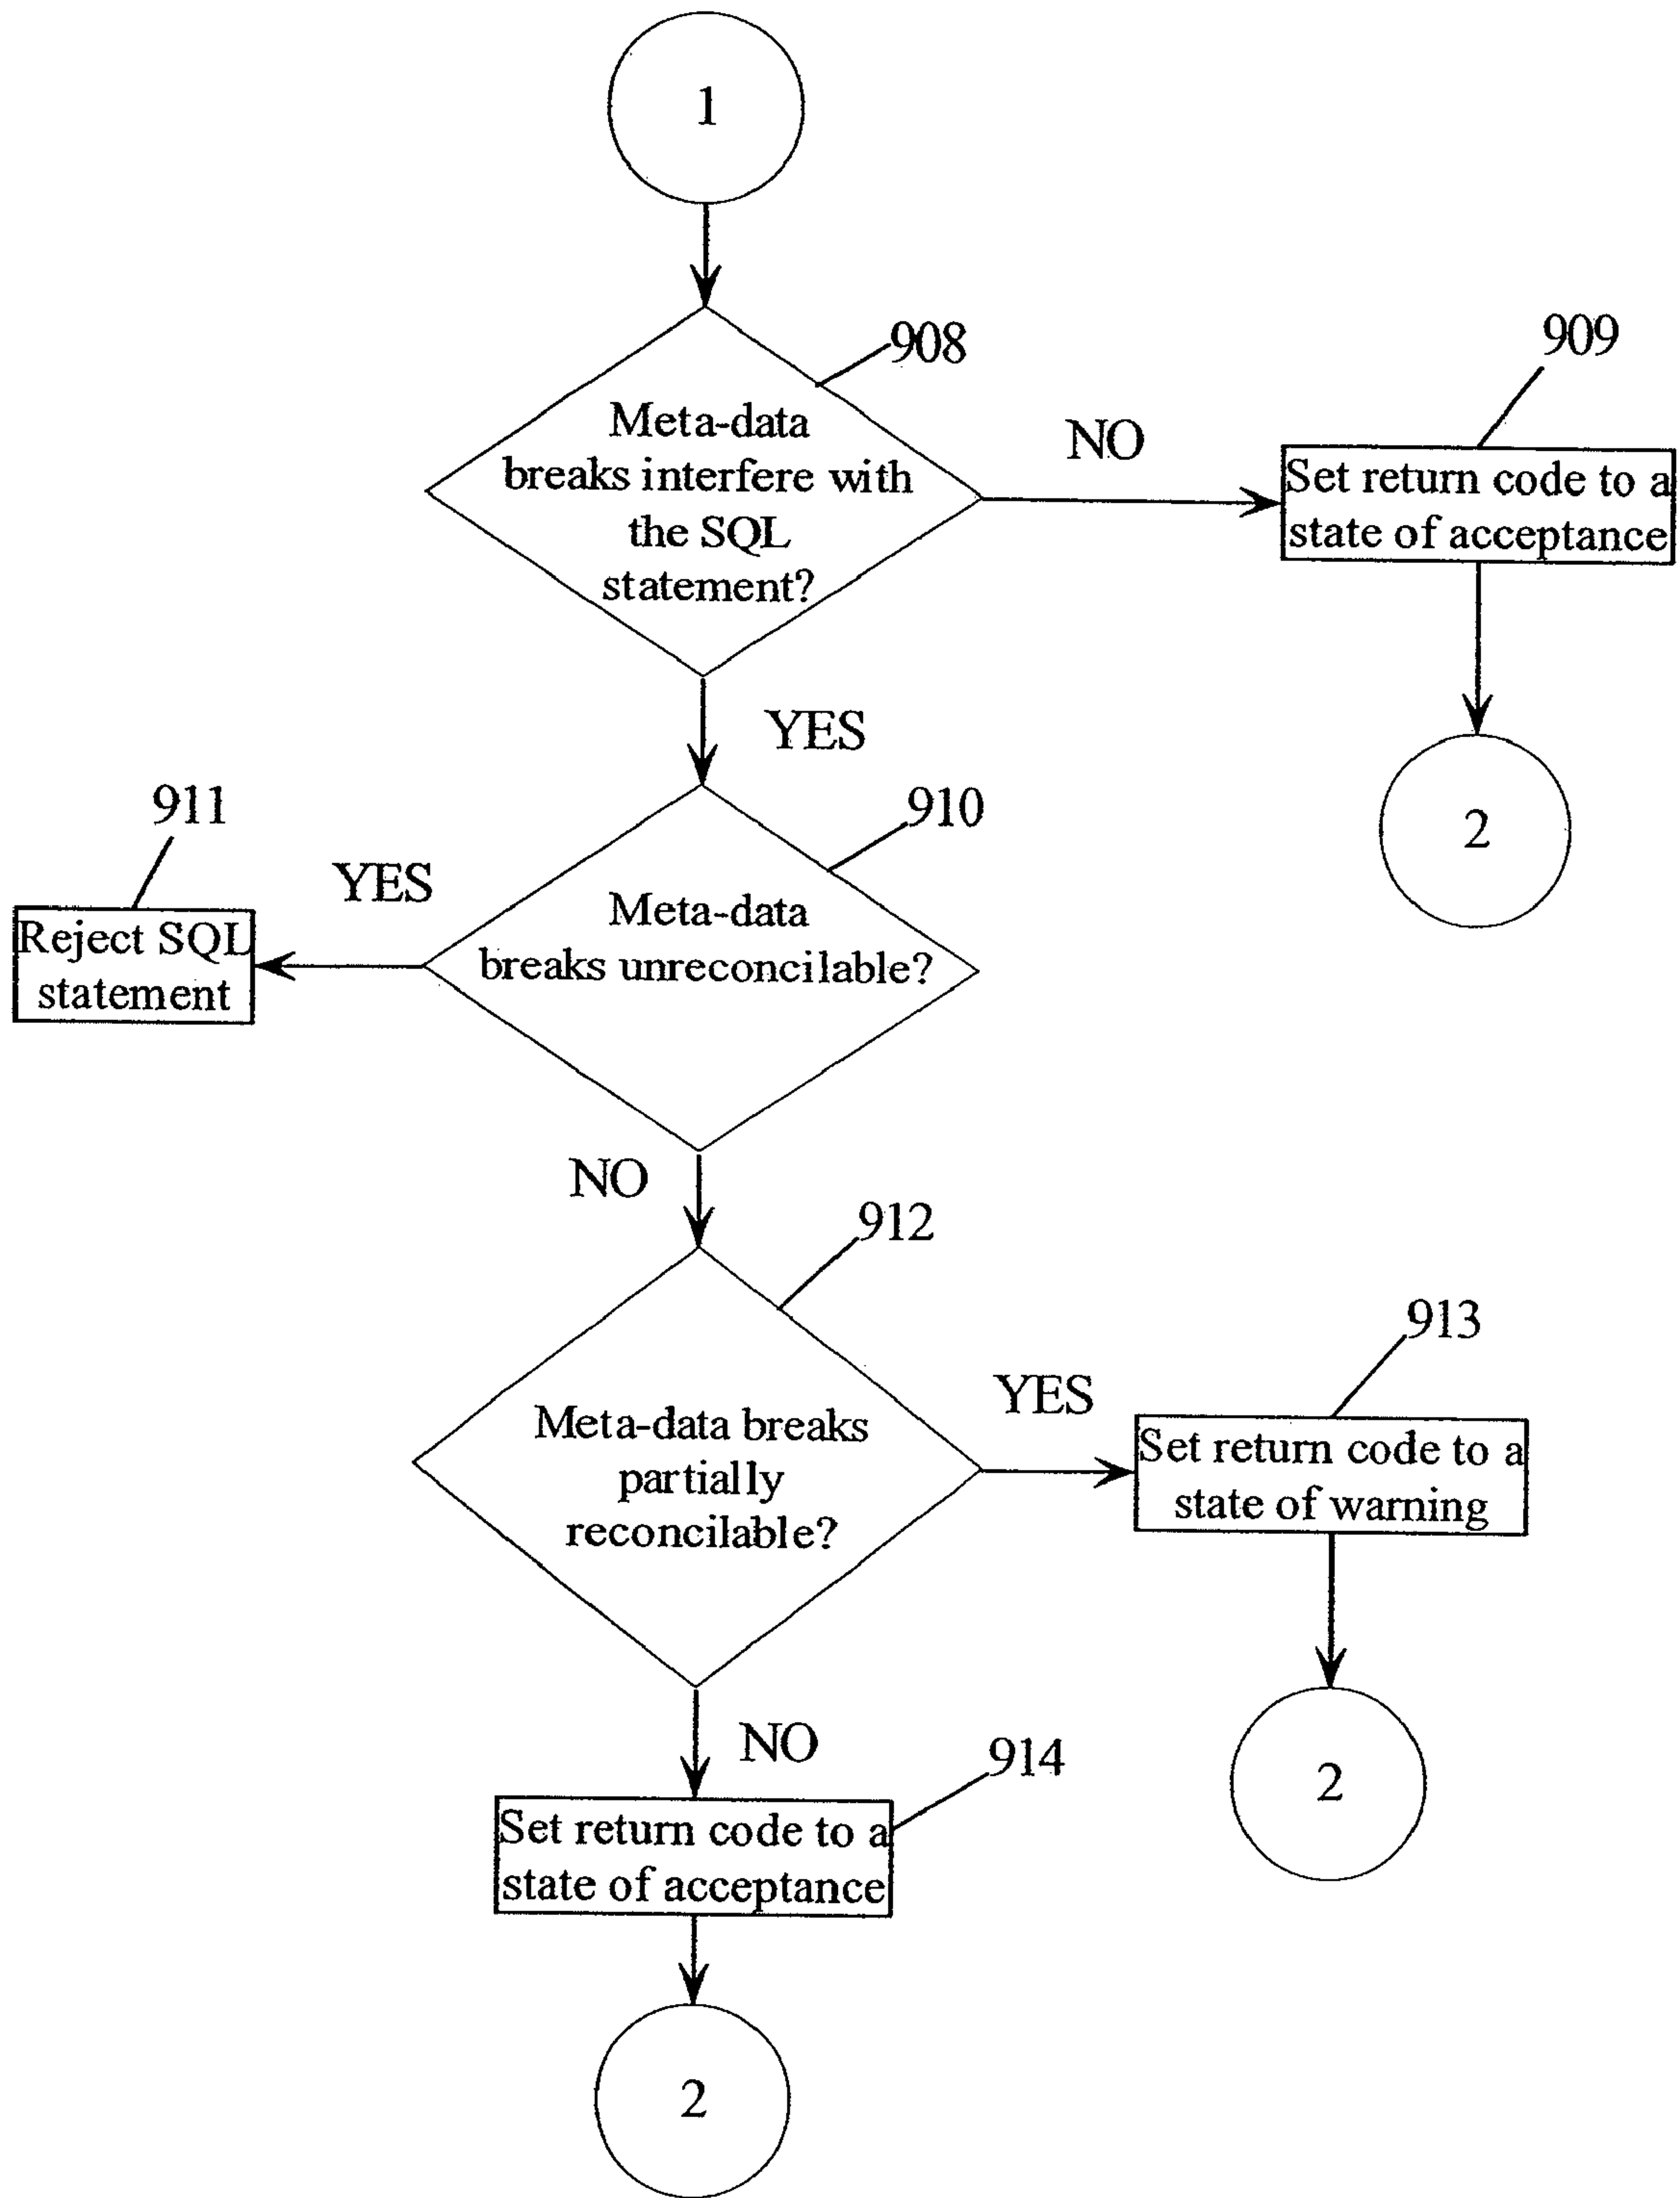 1
908
Meta-data
breaks interfere with
the SQL
statement?
NO
909
Set return code to a
state of acceptance
2
YES
910
Meta-data
breaks unreconcilable?
YES
911
Reject SQL
statement
NO
912
Meta-data breaks
partially
reconcilable?
YES
913
Set return code to a
state of warning
2
NO
914
Set return code to a
state of acceptance
2